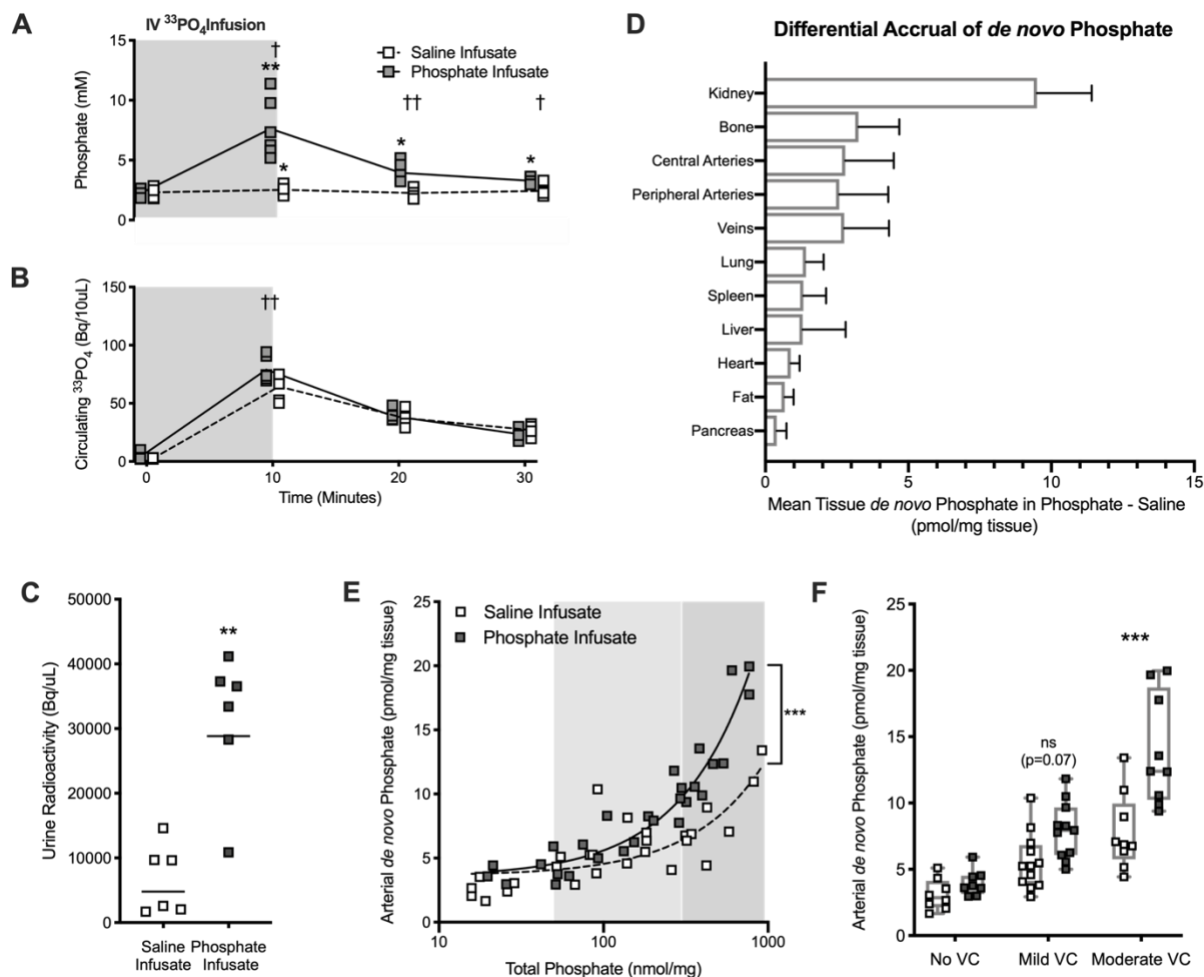 A
IV ³³PO₄Infusion
Saline Infusate
Phosphate Infusate
15
10
5
0
Phosphate (mM)
†
**
*
††
*
†
*
B
150
100
50
0
Circulating ³³PO₄ (Bq/10uL)
††
0
10
20
30
Time (Minutes)
D
Differential Accrual of de novo Phosphate
Kidney
Bone
Central Arteries
Peripheral Arteries
Veins
Lung
Spleen
Liver
Heart
Fat
Pancreas
0
5
10
15
Mean Tissue de novo Phosphate in Phosphate - Saline
(pmol/mg tissue)
C
50000
40000
30000
20000
10000
0
Urine Radioactivity (Bq/uL)
**
Saline
Infusate
Phosphate
Infusate
E
Saline Infusate
Phosphate Infusate
25
20
15
10
5
0
Arterial de novo Phosphate (pmol/mg tissue)
***
10
100
1000
Total Phosphate (nmol/mg)
F
25
20
15
10
5
0
Arterial de novo Phosphate (pmol/mg tissue)
ns
(p=0.07)
***
No VC
Mild VC
Moderate VC